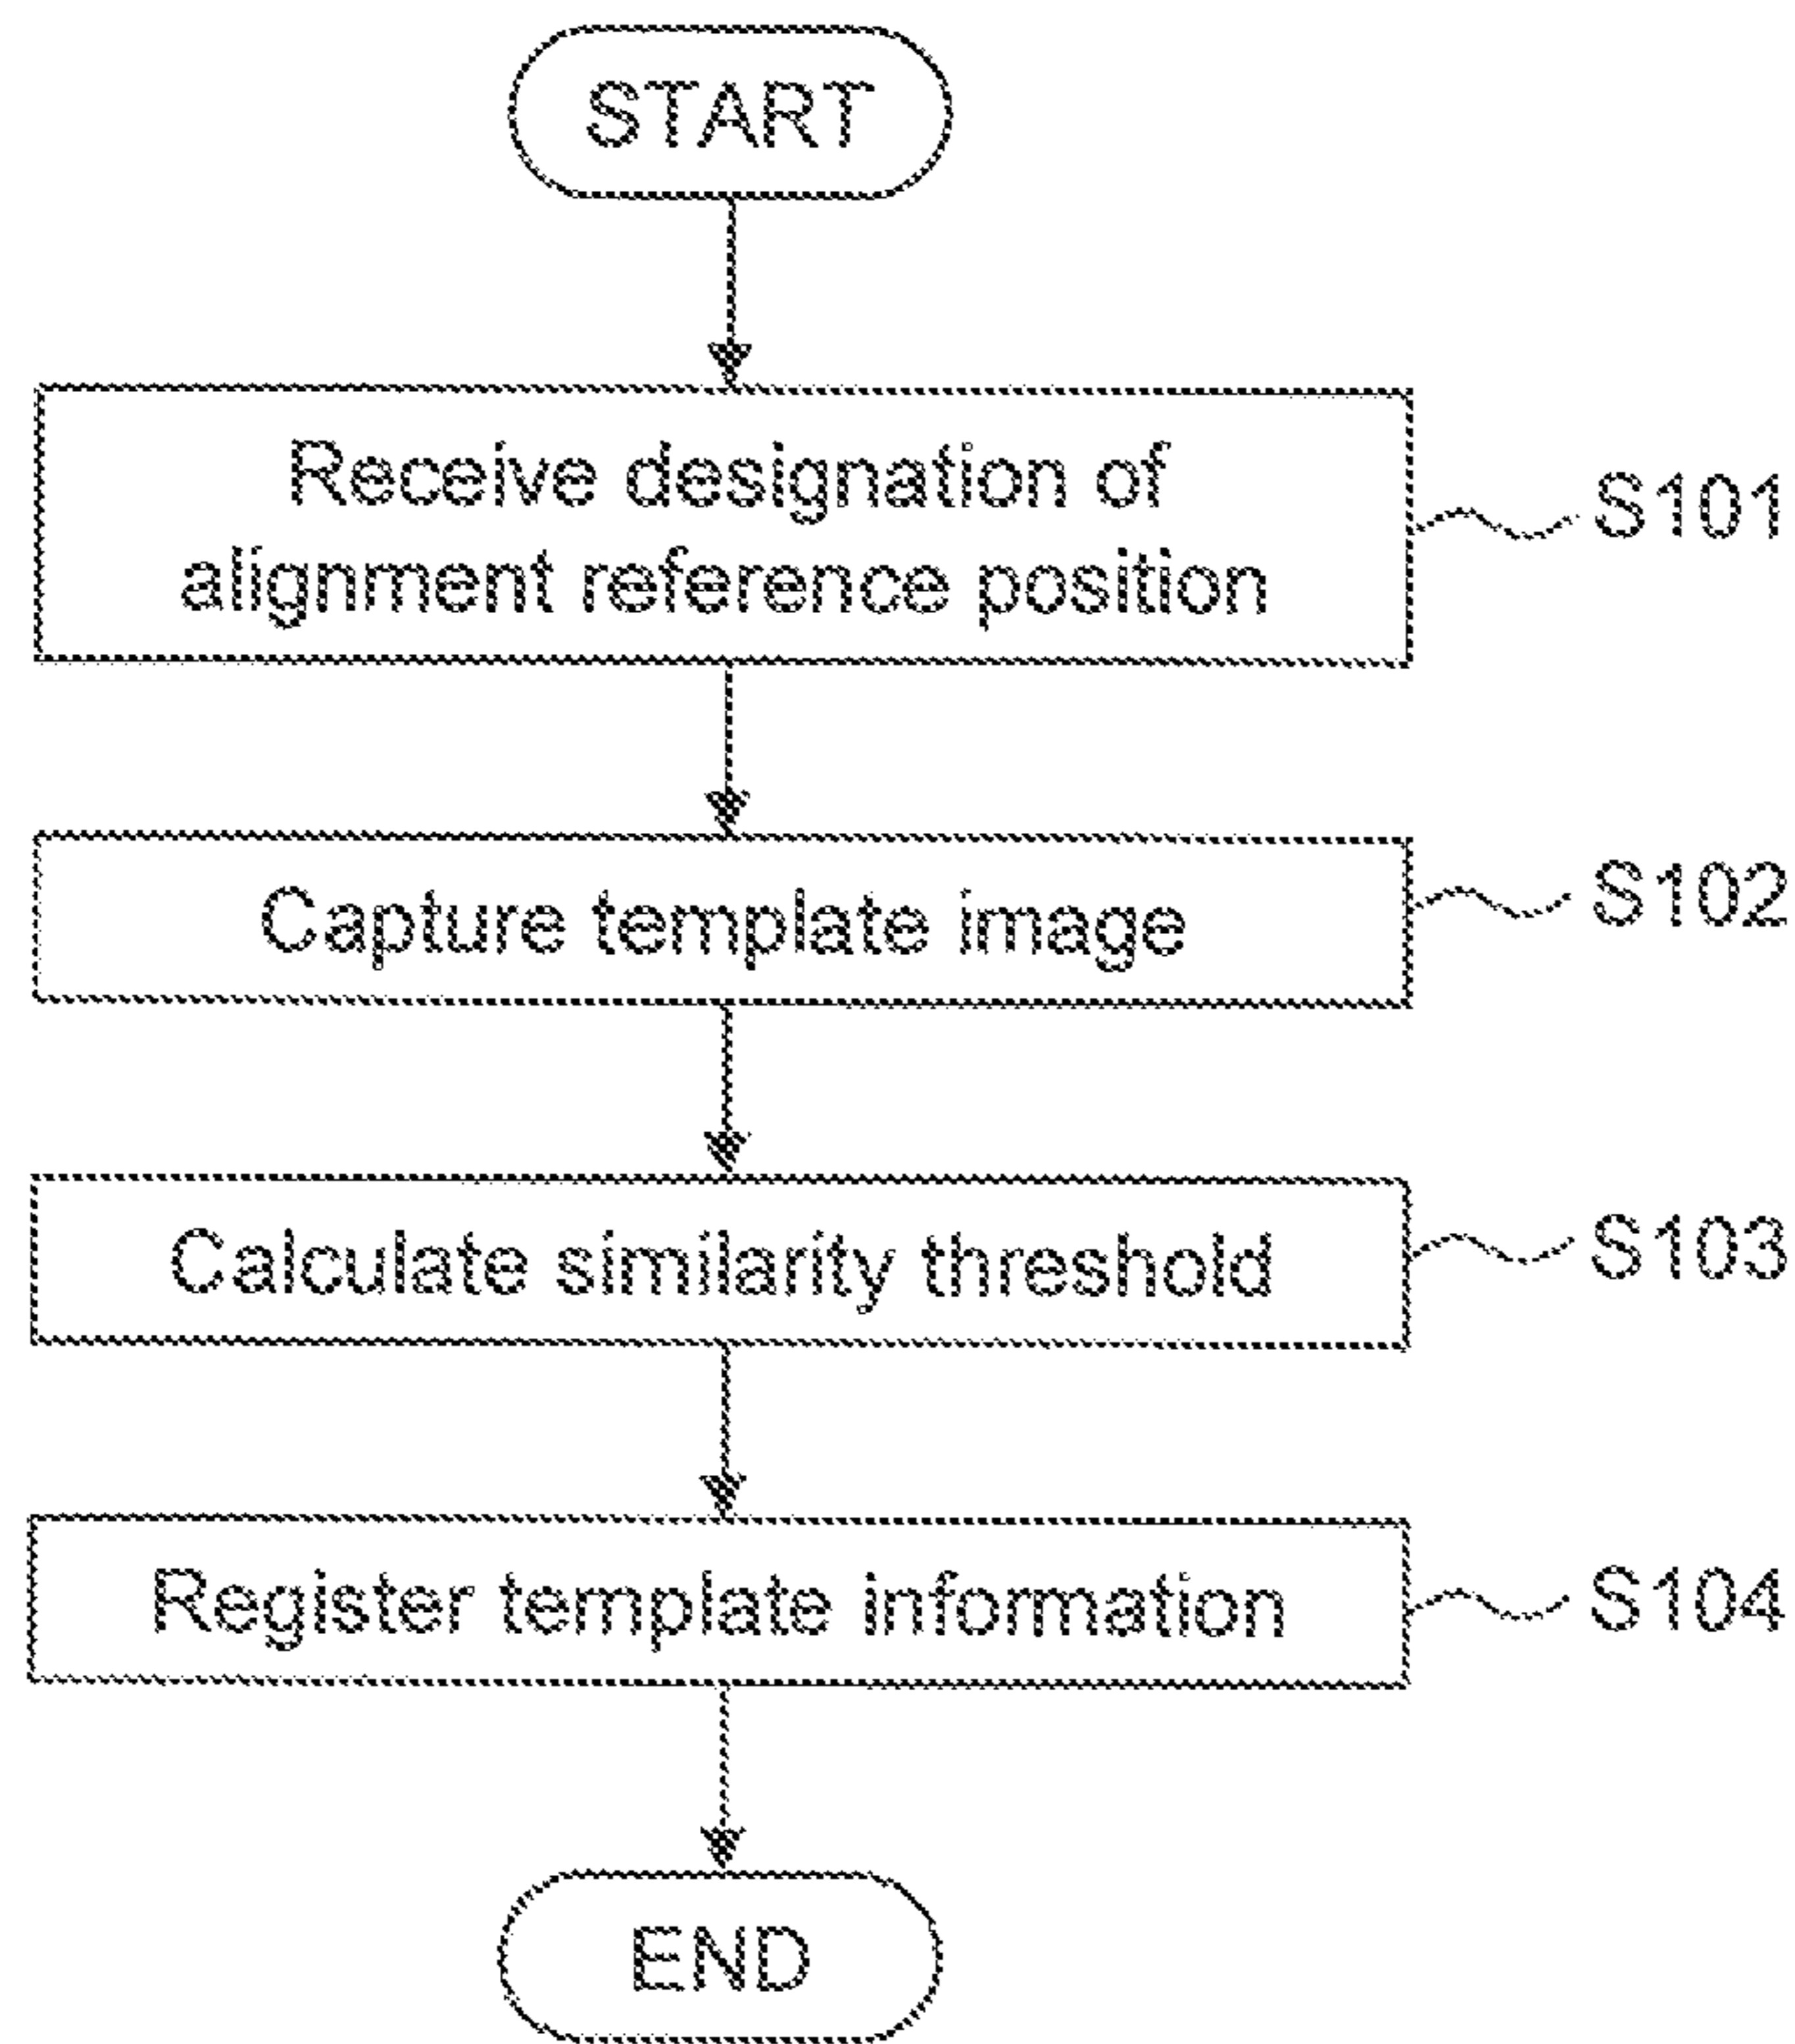 START
Receive designation of
alignment reference position
S101
Capture template image
S102
Calculate similarity threshold
S103
Register template information
S104
END